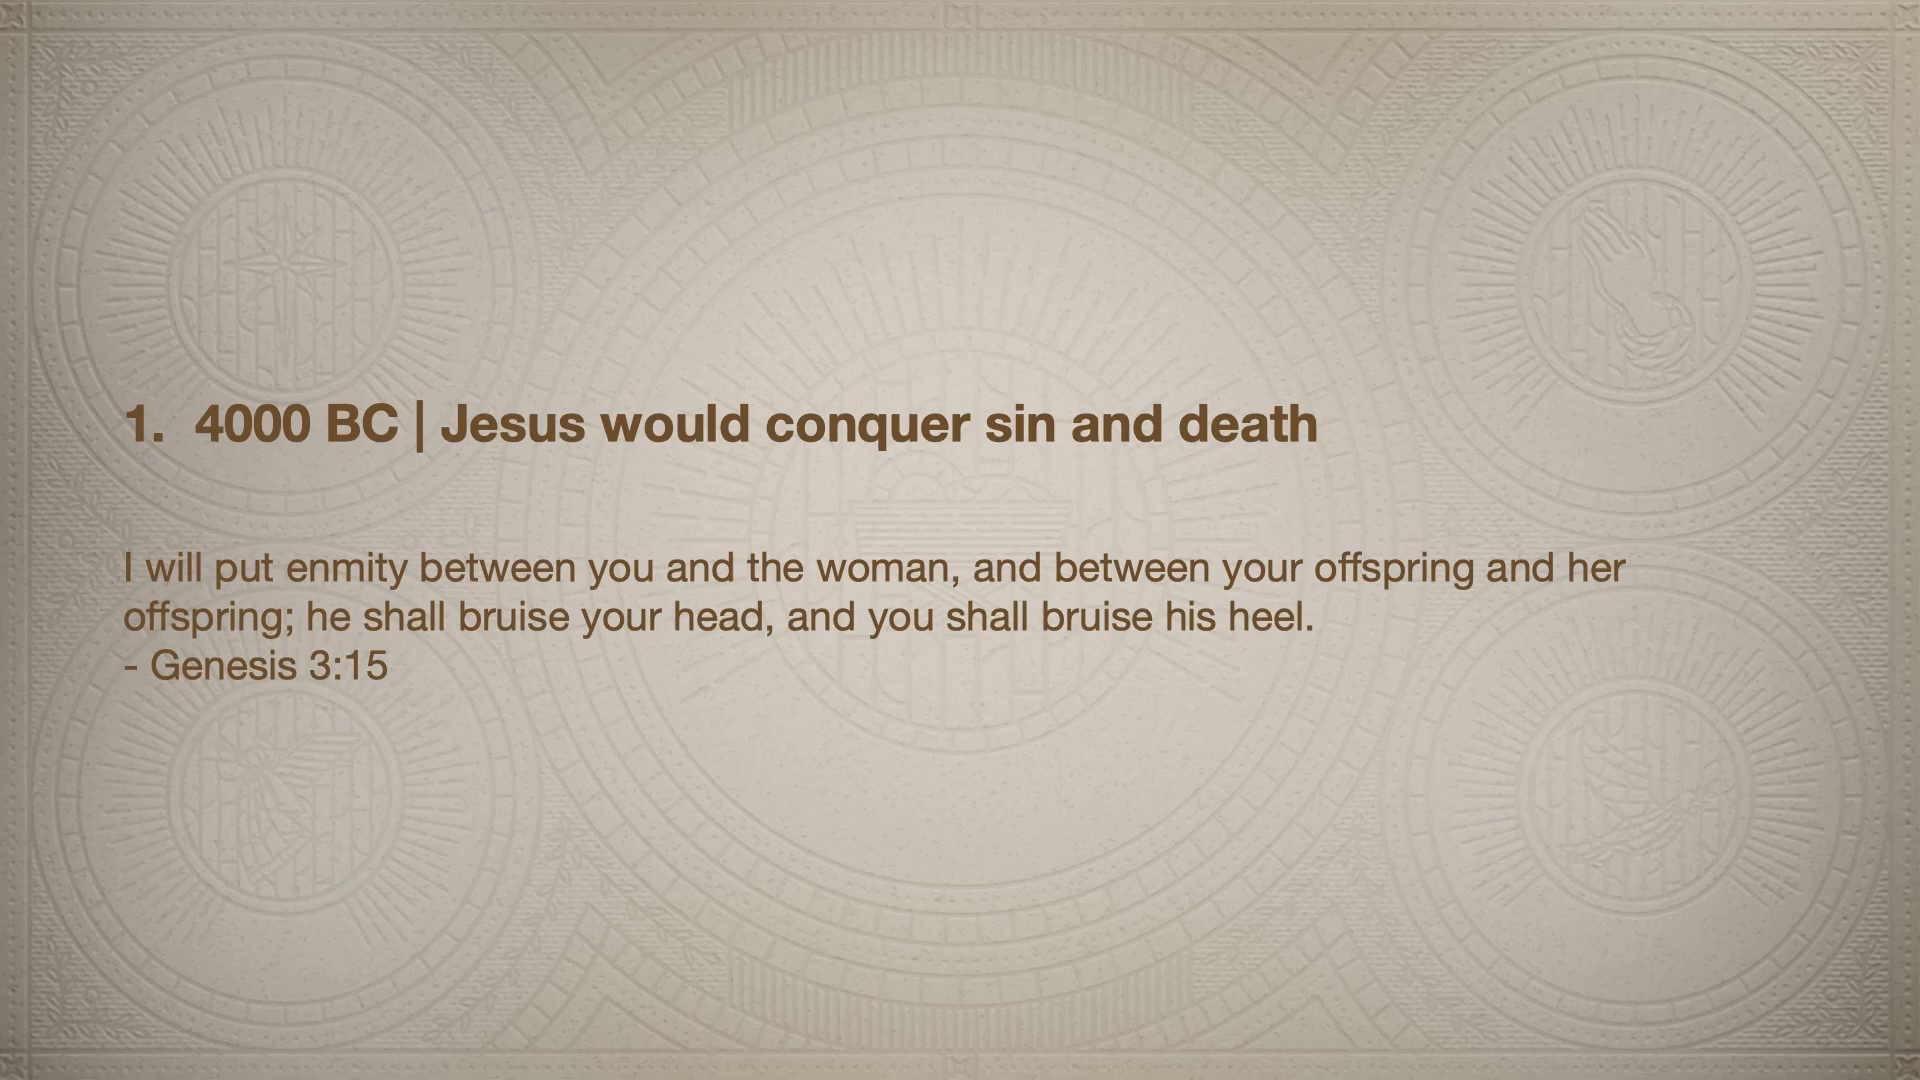 1. 4000 BC | Jesus would conquer sin and death
I will put enmity between you and the woman, and between your offspring and her
offspring; he shall bruise your head, and you shall bruise his heel.
- Genesis 3:15